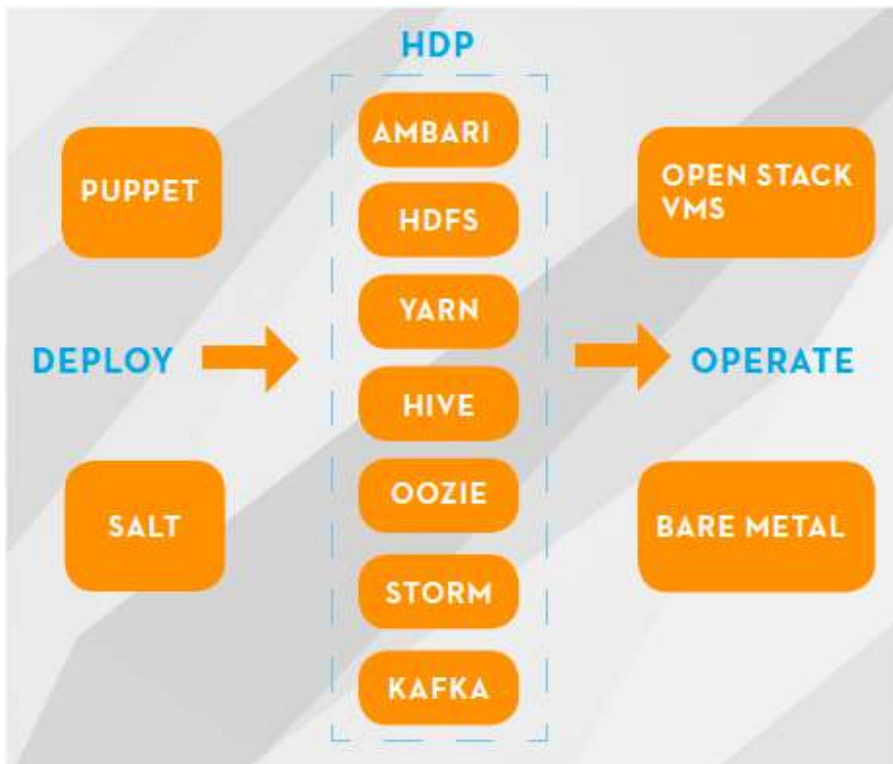 HDP
AMBARI
PUPPET
HDFS
OPEN STACK
VMS
YARN
DEPLOY
OPERATE
HIVE
OOZIE
SALT
BARE METAL
STORM
KAFKA